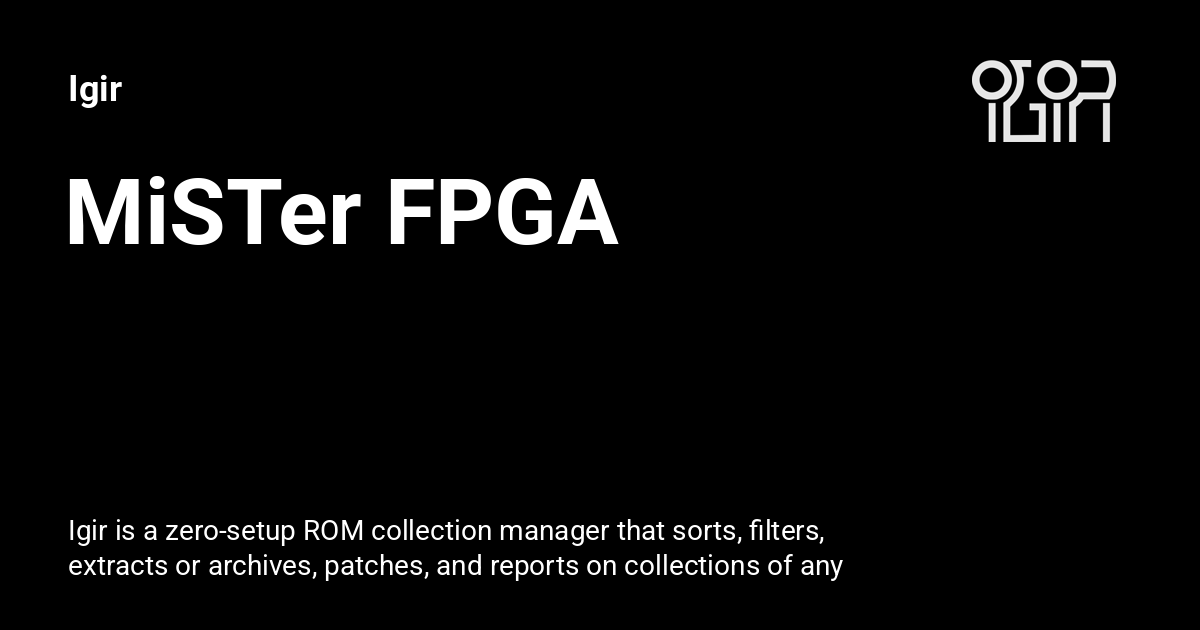 Igir
IGIR
MiSTer FPGA
Igir is a zero-setup ROM collection manager that sorts, filters,
extracts or archives, patches, and reports on collections of any